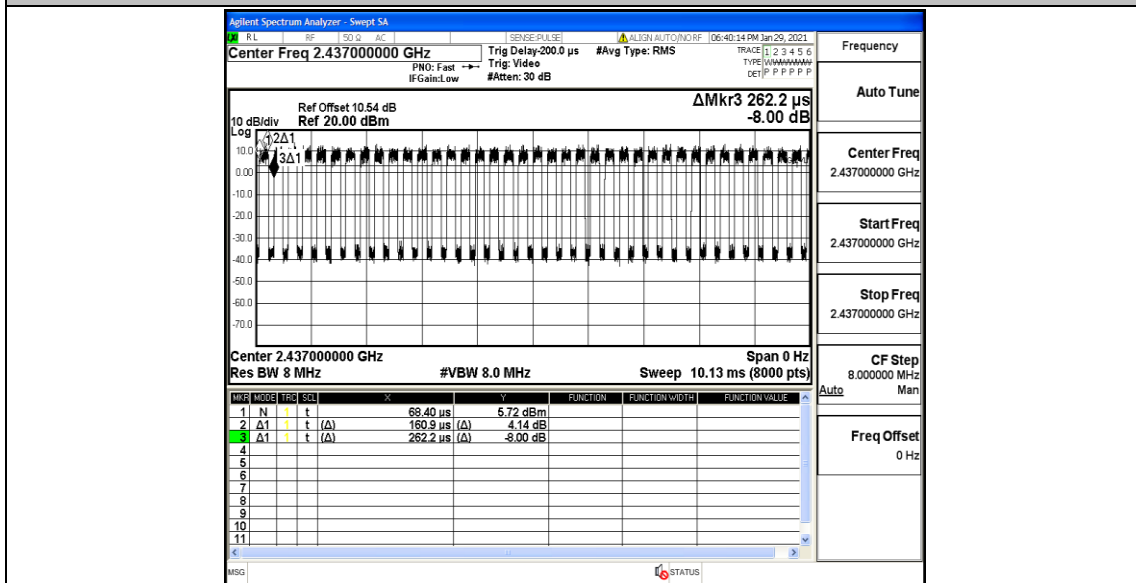 Agilent Spectrum Analyzer - Swept SA
RL RF 50 Ω AC SENSE:PULSE ALIGN AUTO/NO RF 06:40:14 PM Jan 29, 2021
Center Freq 2.437000000 GHz
PNO: Fast
IFGain:Low
Trig Delay-200.0 µs
Trig: Video
#Atten: 30 dB
#Avg Type: RMS
TRACE 1 2 3 4 5 6
TYPE WWWWWW
DET P P P P P P
ΔMkr3 262.2 µs
-8.00 dB
Ref Offset 10.54 dB
10 dB/div Ref 20.00 dBm
Log
2Δ1
3Δ1
10.0
0.00
-10.0
-20.0
-30.0
-40.0
-50.0
-60.0
-70.0
Center 2.437000000 GHz Span 0 Hz
Res BW 8 MHz #VBW 8.0 MHz Sweep 10.13 ms (8000 pts)
MKR MODE TRC SCL X Y FUNCTION FUNCTION WIDTH FUNCTION VALUE
1 N 1 t 68.40 µs 5.72 dBm
2 Δ1 1 t (Δ) 160.9 µs (Δ) 4.14 dB
3 Δ1 1 t (Δ) 262.2 µs (Δ) -8.00 dB
4
5
6
7
8
9
10
11
MSG STATUS
Frequency
Auto Tune
Center Freq
2.437000000 GHz
Start Freq
2.437000000 GHz
Stop Freq
2.437000000 GHz
CF Step
8.000000 MHz
Auto Man
Freq Offset
0 Hz